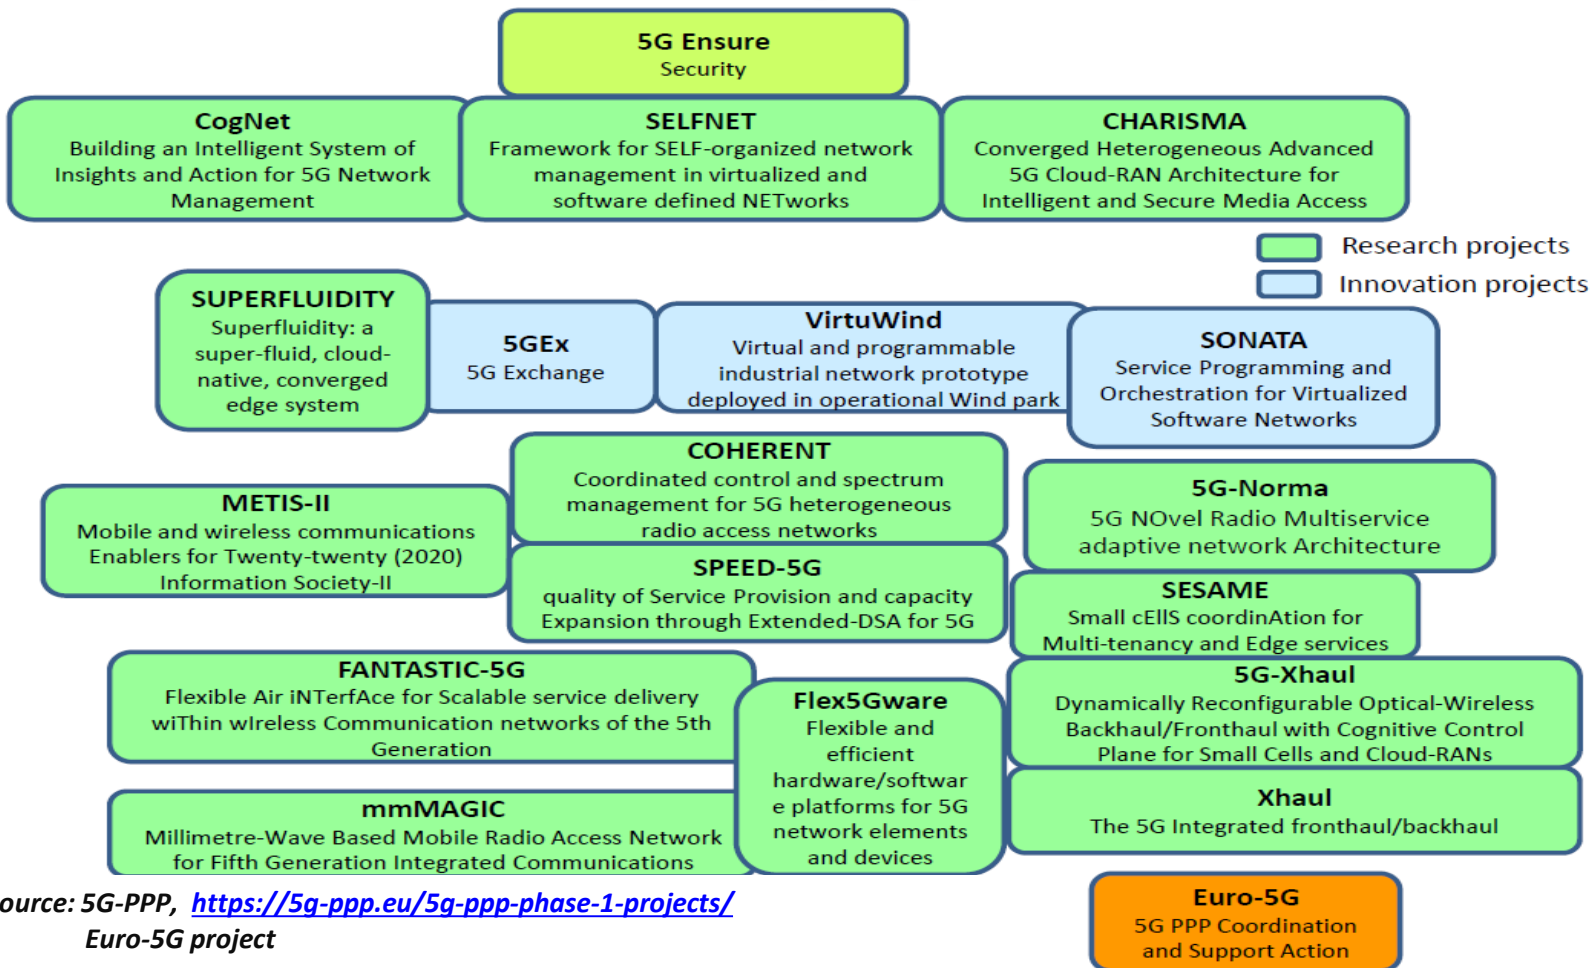 5G Ensure
Security
CogNet
Building an Intelligent System of
Insights and Action for 5G Network
Management
SELFNET
Framework for SELF-organized network
management in virtualized and
software defined NETworks
CHARISMA
Converged Heterogeneous Advanced
5G Cloud-RAN Architecture for
Intelligent and Secure Media Access
Research projects
Innovation projects
SUPERFLUIDITY
Superfluidity: a
super-fluid, cloud-
native, converged
edge system
5GEx
5G Exchange
VirtuWind
Virtual and programmable
industrial network prototype
deployed in operational Wind park
SONATA
Service Programming and
Orchestration for Virtualized
Software Networks
METIS-II
Mobile and wireless communications
Enablers for Twenty-twenty (2020)
Information Society-II
COHERENT
Coordinated control and spectrum
management for 5G heterogeneous
radio access networks
5G-Norma
5G NOvel Radio Multiservice
adaptive network Architecture
SPEED-5G
quality of Service Provision and capacity
Expansion through Extended-DSA for 5G
SESAME
Small cEllS coordinAtion for
Multi-tenancy and Edge services
FANTASTIC-5G
Flexible Air iNTerfAce for Scalable service delivery
wiThin wIreless Communication networks of the 5th
Generation
Flex5Gware
Flexible and
efficient
hardware/softwar
e platforms for 5G
network elements
and devices
5G-Xhaul
Dynamically Reconfigurable Optical-Wireless
Backhaul/Fronthaul with Cognitive Control
Plane for Small Cells and Cloud-RANs
mmMAGIC
Millimetre-Wave Based Mobile Radio Access Network
for Fifth Generation Integrated Communications
Xhaul
The 5G Integrated fronthaul/backhaul
Euro-5G
5G PPP Coordination
and Support Action
ource: 5G-PPP, https://5g-ppp.eu/5g-ppp-phase-1-projects/
Euro-5G project